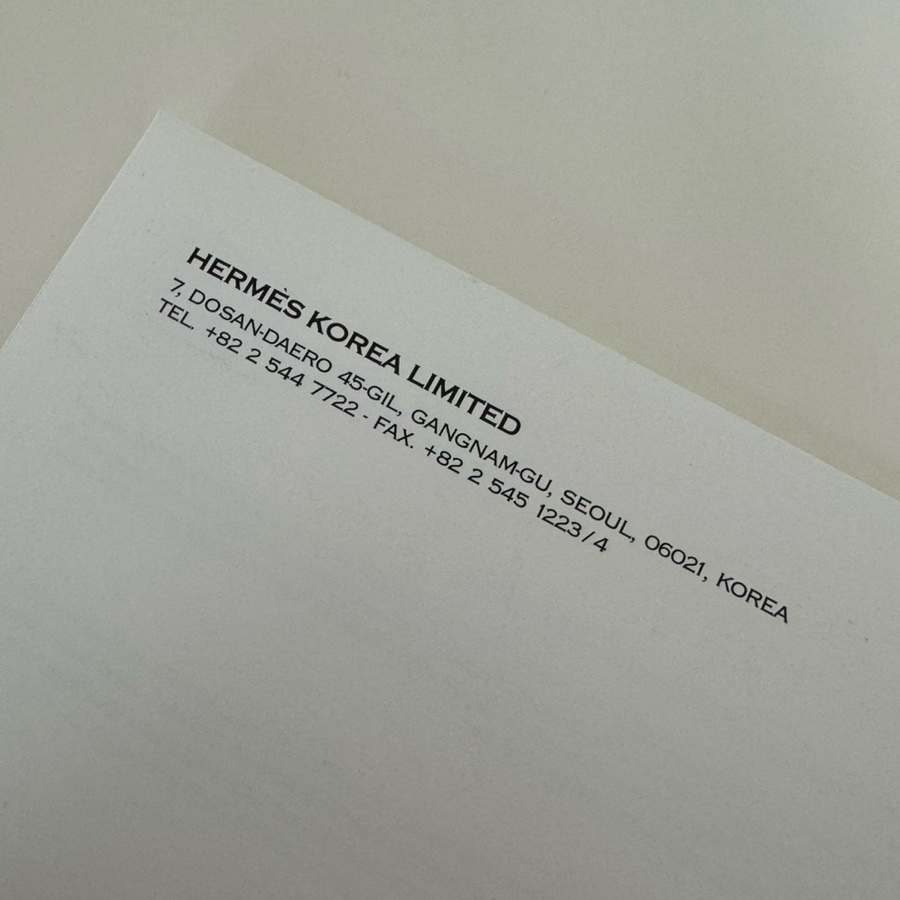 HERMÈS KOREA LIMITED
7, DOSAN-DAERO 45-GIL, GANGNAM-GU, SEOUL, 06021, KOREA
TEL. +82 2 544 7722 - FAX. +82 2 545 1223/4